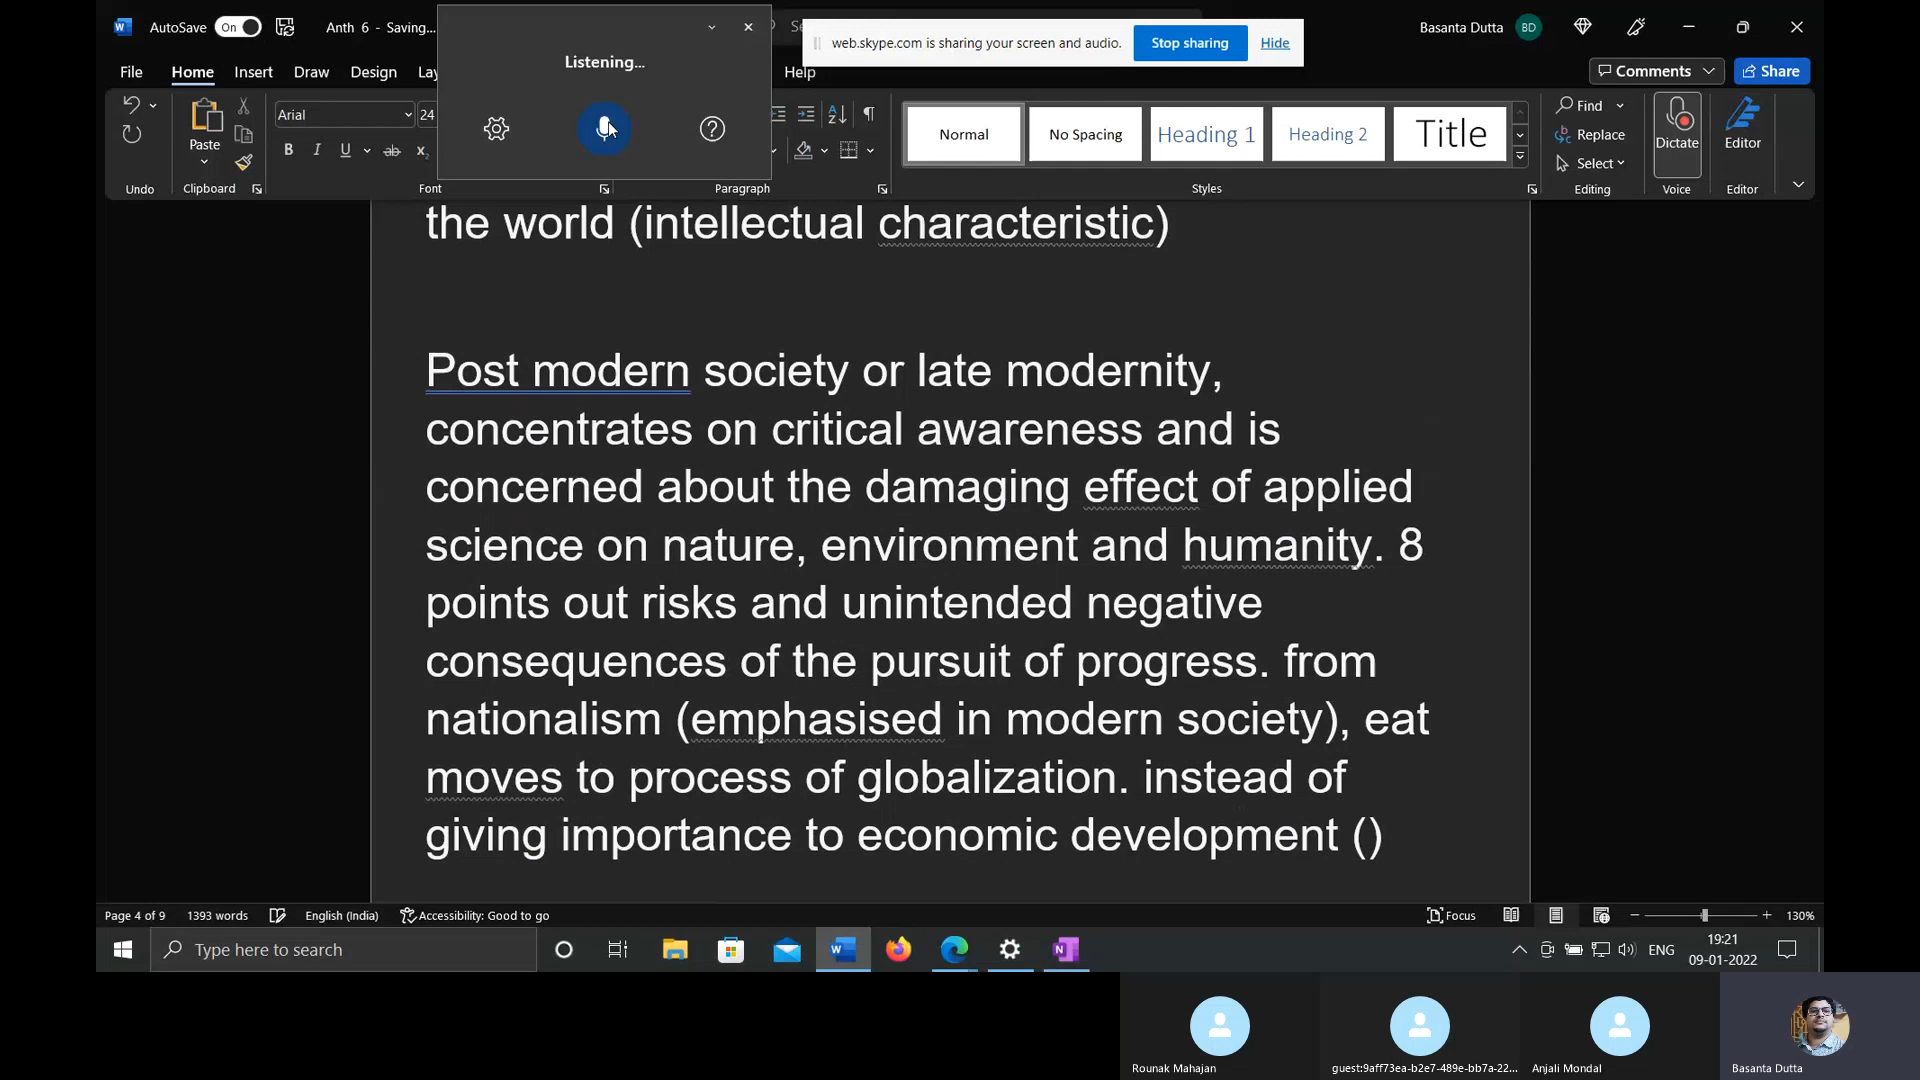 AutoSave On Anth 6 - Saving...
Listening...
web.skype.com is sharing your screen and audio. Stop sharing Hide
Basanta Dutta BD
File Home Insert Draw Design Help
Comments Share
Undo
Paste
Clipboard
Arial 24
Font
Paragraph
Normal
No Spacing
Heading 1
Heading 2
Title
Styles
Find
Replace
Select
Editing
Dictate
Voice
Editor
Editor
the world (intellectual characteristic)
Post modern society or late modernity,
concentrates on critical awareness and is
concerned about the damaging effect of applied
science on nature, environment and humanity. 8
points out risks and unintended negative
consequences of the pursuit of progress. from
nationalism (emphasised in modern society), eat
moves to process of globalization. instead of
giving importance to economic development ()
Page 4 of 9 1393 words English (India) Accessibility: Good to go Focus 130%
Type here to search
ENG
19:21
09-01-2022
Rounak Mahajan
guest:9aff73ea-b2e7-489e-bb7a-22...
Anjali Mondal
Basanta Dutta